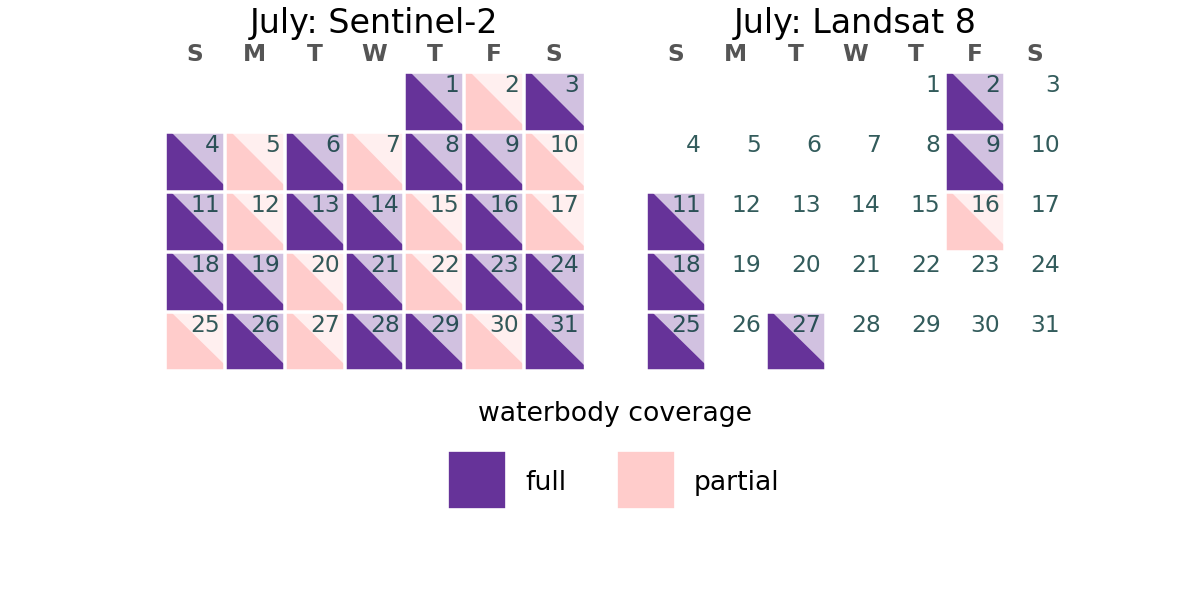 July: Sentinel-2
S M T W T F S
1 2 3
4 5 6 7 8 9 10
11 12 13 14 15 16 17
18 19 20 21 22 23 24
25 26 27 28 29 30 31
July: Landsat 8
S M T W T F S
1 2 3
4 5 6 7 8 9 10
11 12 13 14 15 16 17
18 19 20 21 22 23 24
25 26 27 28 29 30 31
waterbody coverage
full
partial